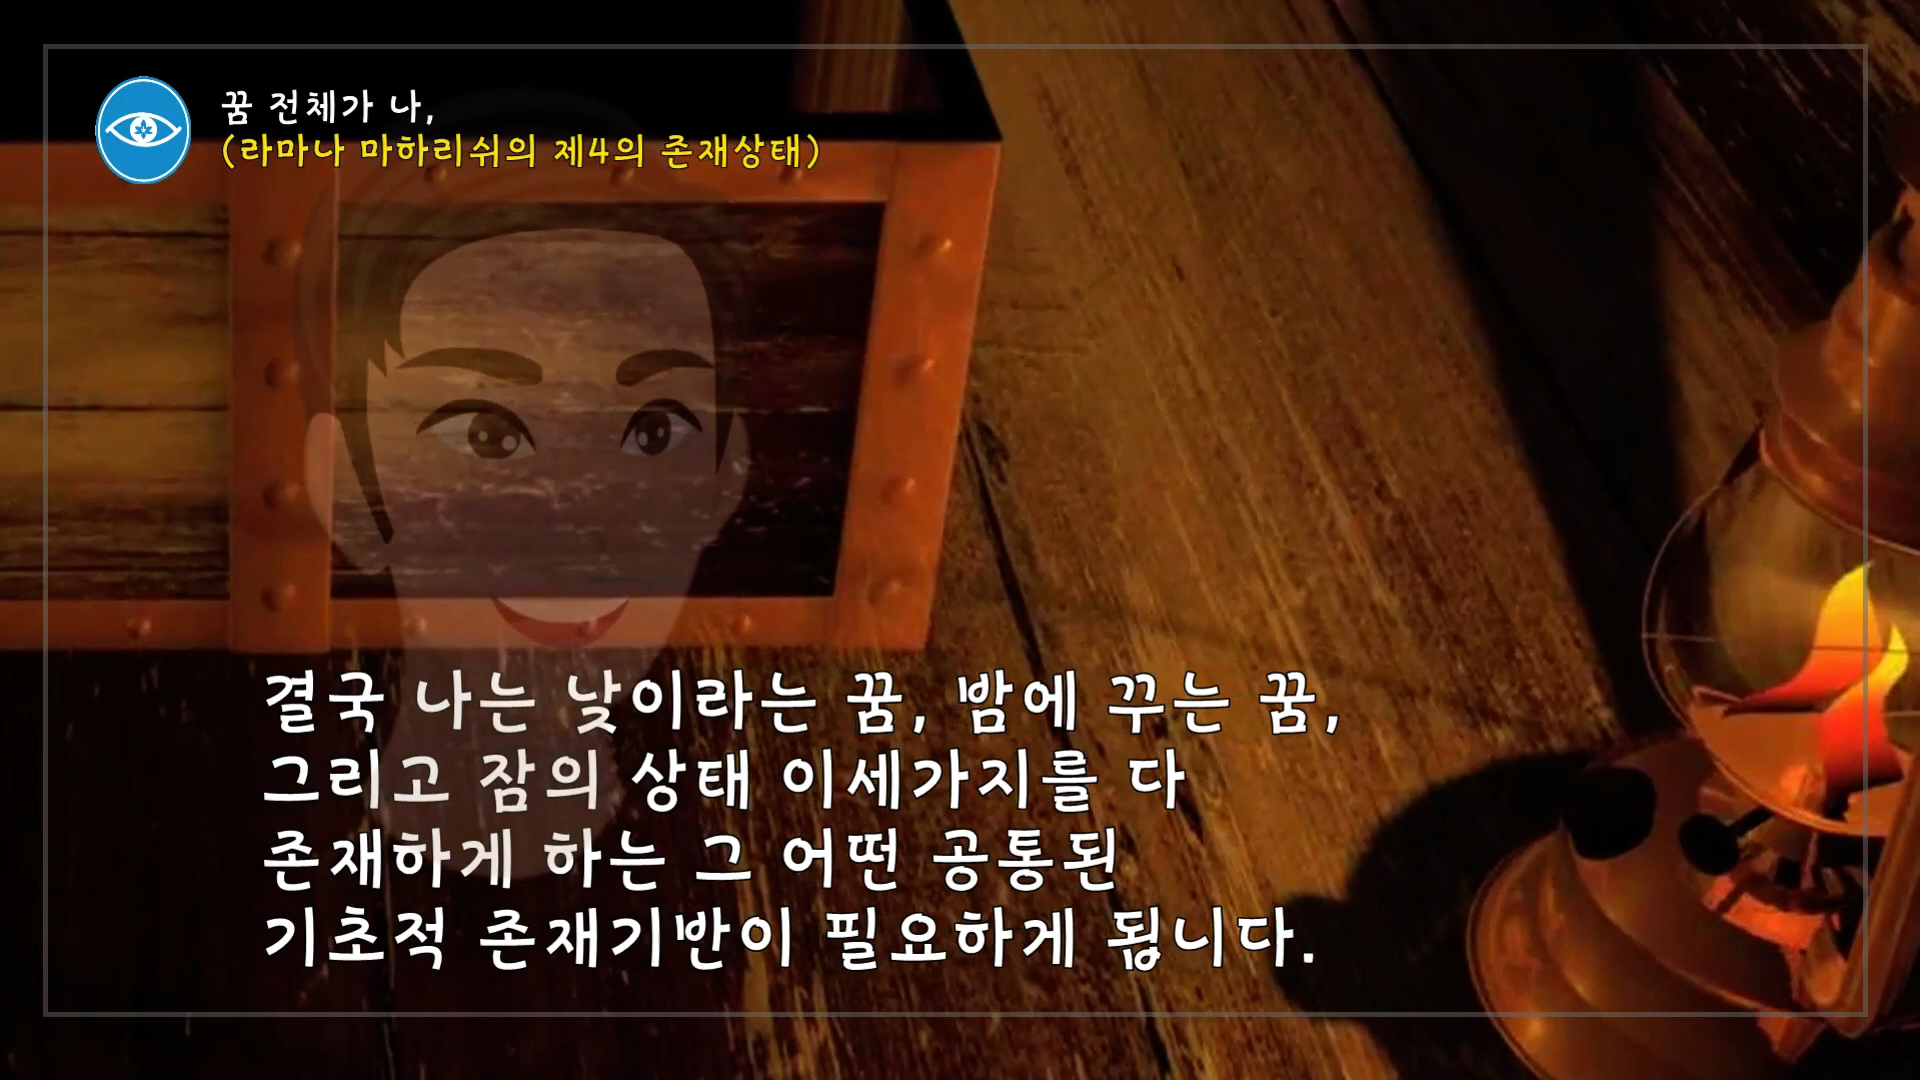 꿈 전체가 나,
(라마나 마하리쉬의 제4의 존재상태)
결국 나는 낮이라는 꿈, 밤에 꾸는 꿈,
그리고 잠의 상태 이세가지를 다
존재하게 하는 그 어떤 공통된
기초적 존재기반이 필요하게 됩니다.